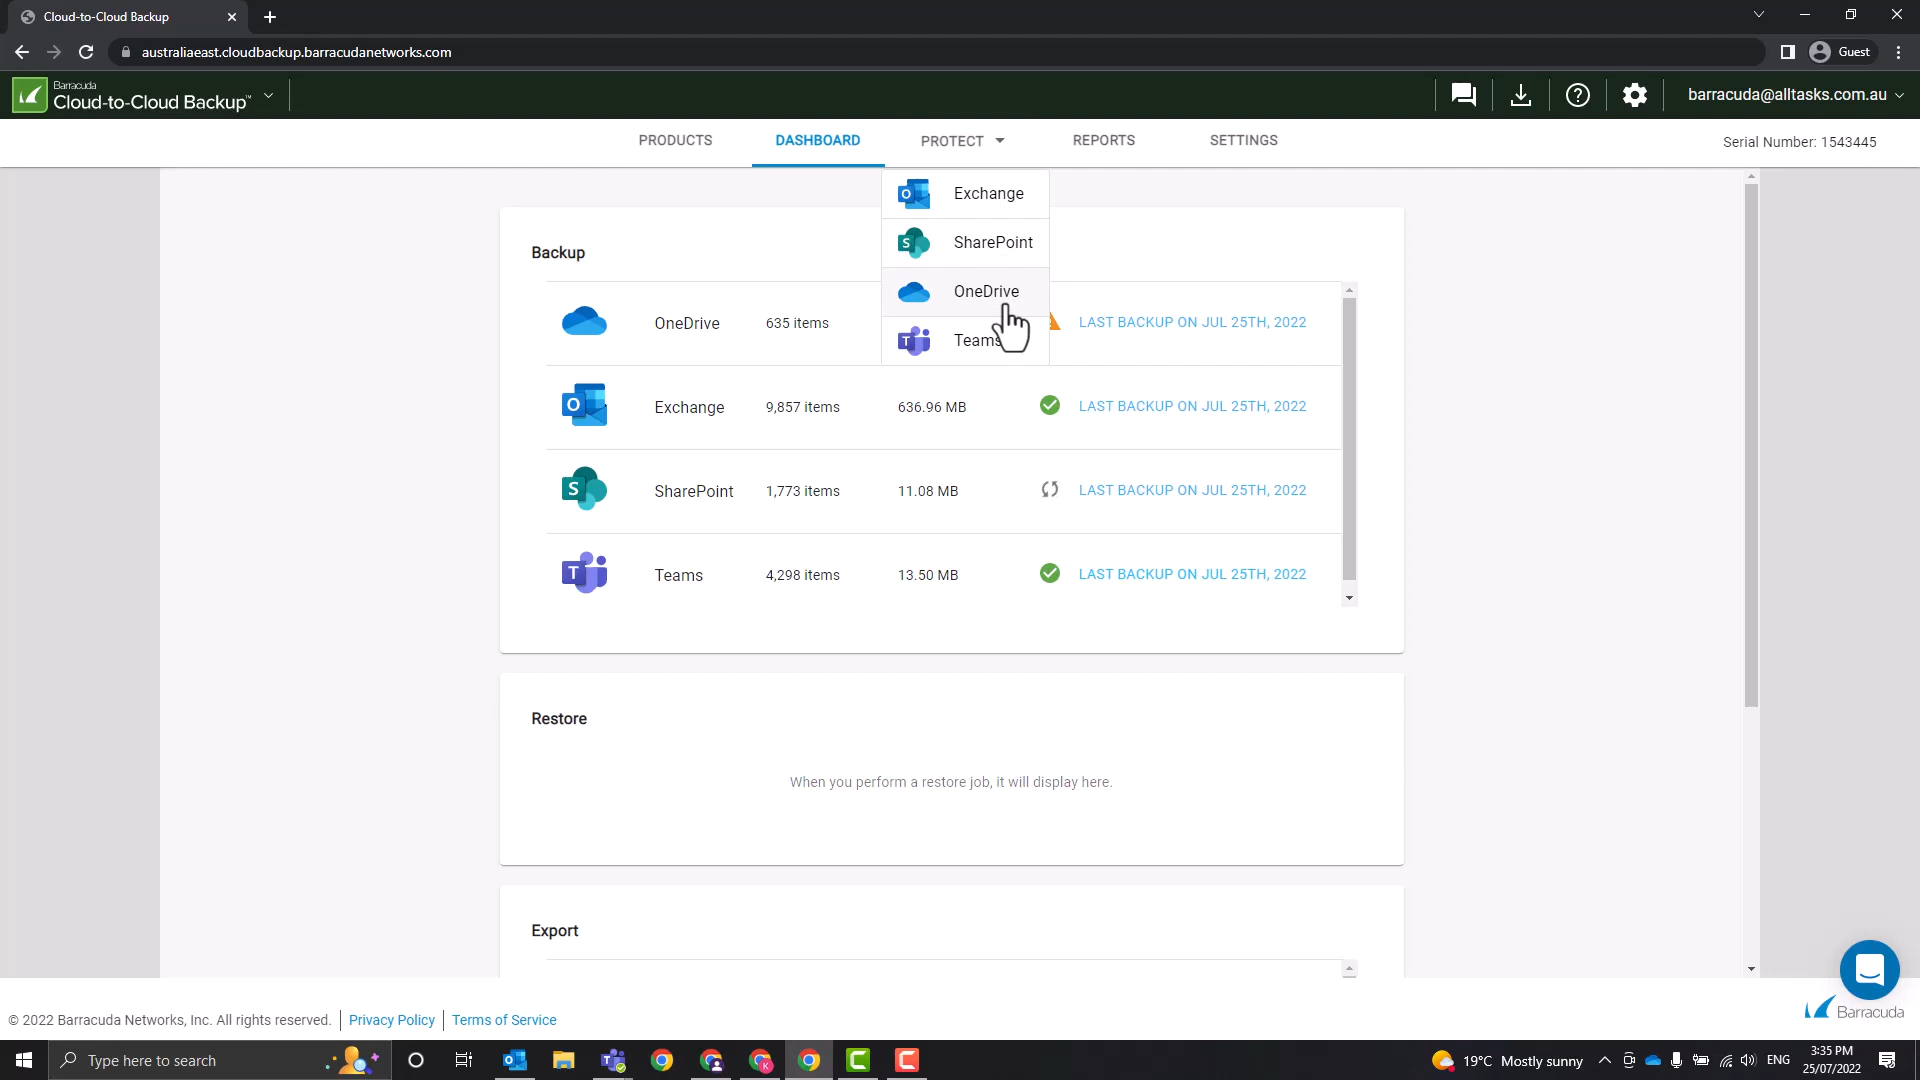 Cloud-to-Cloud Backup
australiaeast.cloudbackup.barracudanetworks.com
Guest
Barracuda
Cloud-to-Cloud Backup™
barracuda@alltasks.com.au
PRODUCTS DASHBOARD PROTECT REPORTS SETTINGS
Serial Number: 1543445
Exchange
SharePoint
OneDrive
Teams
Backup
OneDrive 635 items LAST BACKUP ON JUL 25TH, 2022
Exchange 9,857 items 636.96 MB LAST BACKUP ON JUL 25TH, 2022
SharePoint 1,773 items 11.08 MB LAST BACKUP ON JUL 25TH, 2022
Teams 4,298 items 13.50 MB LAST BACKUP ON JUL 25TH, 2022
Restore
When you perform a restore job, it will display here.
Export
Barracuda
© 2022 Barracuda Networks, Inc. All rights reserved. Privacy Policy Terms of Service
Type here to search
19°C Mostly sunny
ENG
3:35 PM
25/07/2022